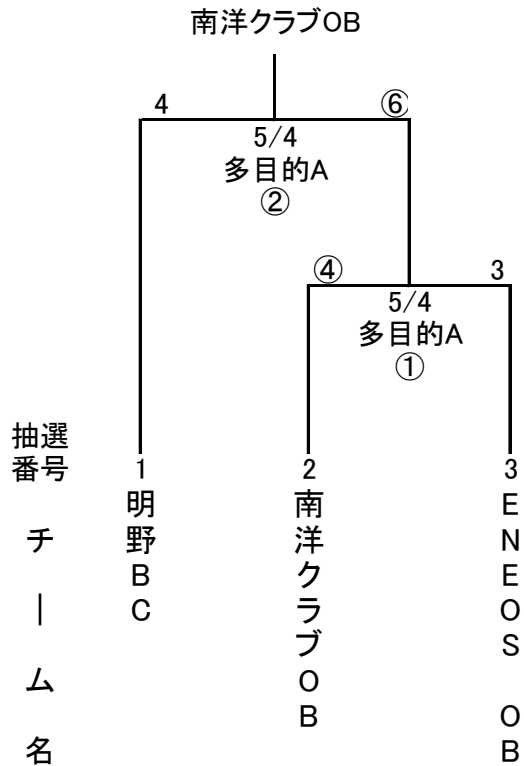 南洋クラブOB
4 ⑥
5/4
多目的A
②
④ 3
5/4
多目的A
①
抽選番号 1 2 3
チーム名
明野BC
南洋クラブOB
ENEOS OB